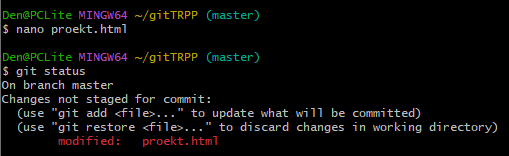 Den@PCLite MINGW64 ~/gitTRPP (master)
$ nano proekt.html
Den@PCLite MINGW64 ~/gitTRPP (master)
$ git status
On branch master
Changes not staged for commit:
  (use "git add <file>..." to update what will be committed)
  (use "git restore <file>..." to discard changes in working directory)
        modified:   proekt.html